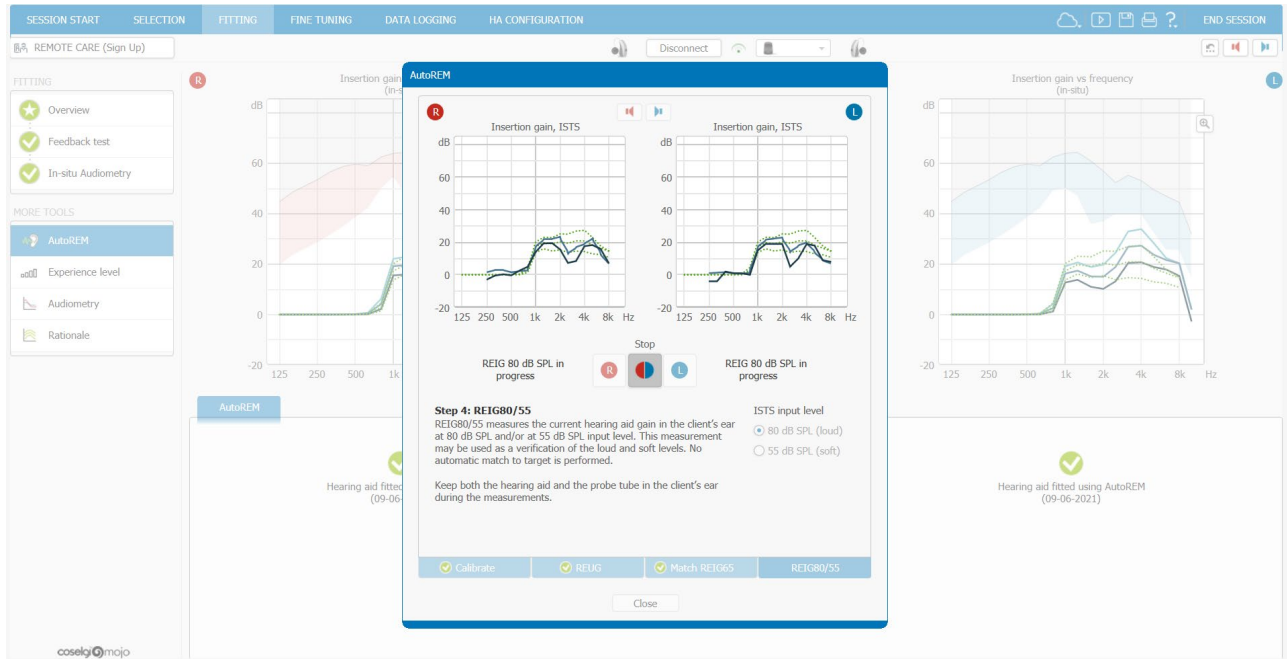 SESSION START SELECTION FITTING FINE TUNING DATA LOGGING HA CONFIGURATION ? END SESSION
REMOTE CARE (Sign Up) Disconnect
FITTING
Overview
Feedback test
In-situ Audiometry
MORE TOOLS
AutoREM
Experience level
Audiometry
Rationale
coselgi mojo
R
Insertion gain
(in-s
dB
60
40
20
0
-20
125 250 500 1k
AutoREM
Hearing aid fitted
(09-06-
AutoREM
R L
Insertion gain, ISTS Insertion gain, ISTS
dB dB
60 60
40 40
20 20
0 0
-20 -20
125 250 500 1k 2k 4k 8k Hz 125 250 500 1k 2k 4k 8k Hz
Stop
REIG 80 dB SPL in
progress
R L
REIG 80 dB SPL in
progress
Step 4: REIG80/55
REIG80/55 measures the current hearing aid gain in the client's ear
at 80 dB SPL and/or at 55 dB SPL input level. This measurement
may be used as a verification of the loud and soft levels. No
automatic match to target is performed.
Keep both the hearing aid and the probe tube in the client's ear
during the measurements.
ISTS input level
80 dB SPL (loud)
55 dB SPL (soft)
Calibrate REUG Match REIG65 REIG80/55
Close
Insertion gain vs frequency
(in-situ)
L
dB
60
40
20
0
-20
125 250 500 1k 2k 4k 8k Hz
Hearing aid fitted using AutoREM
(09-06-2021)